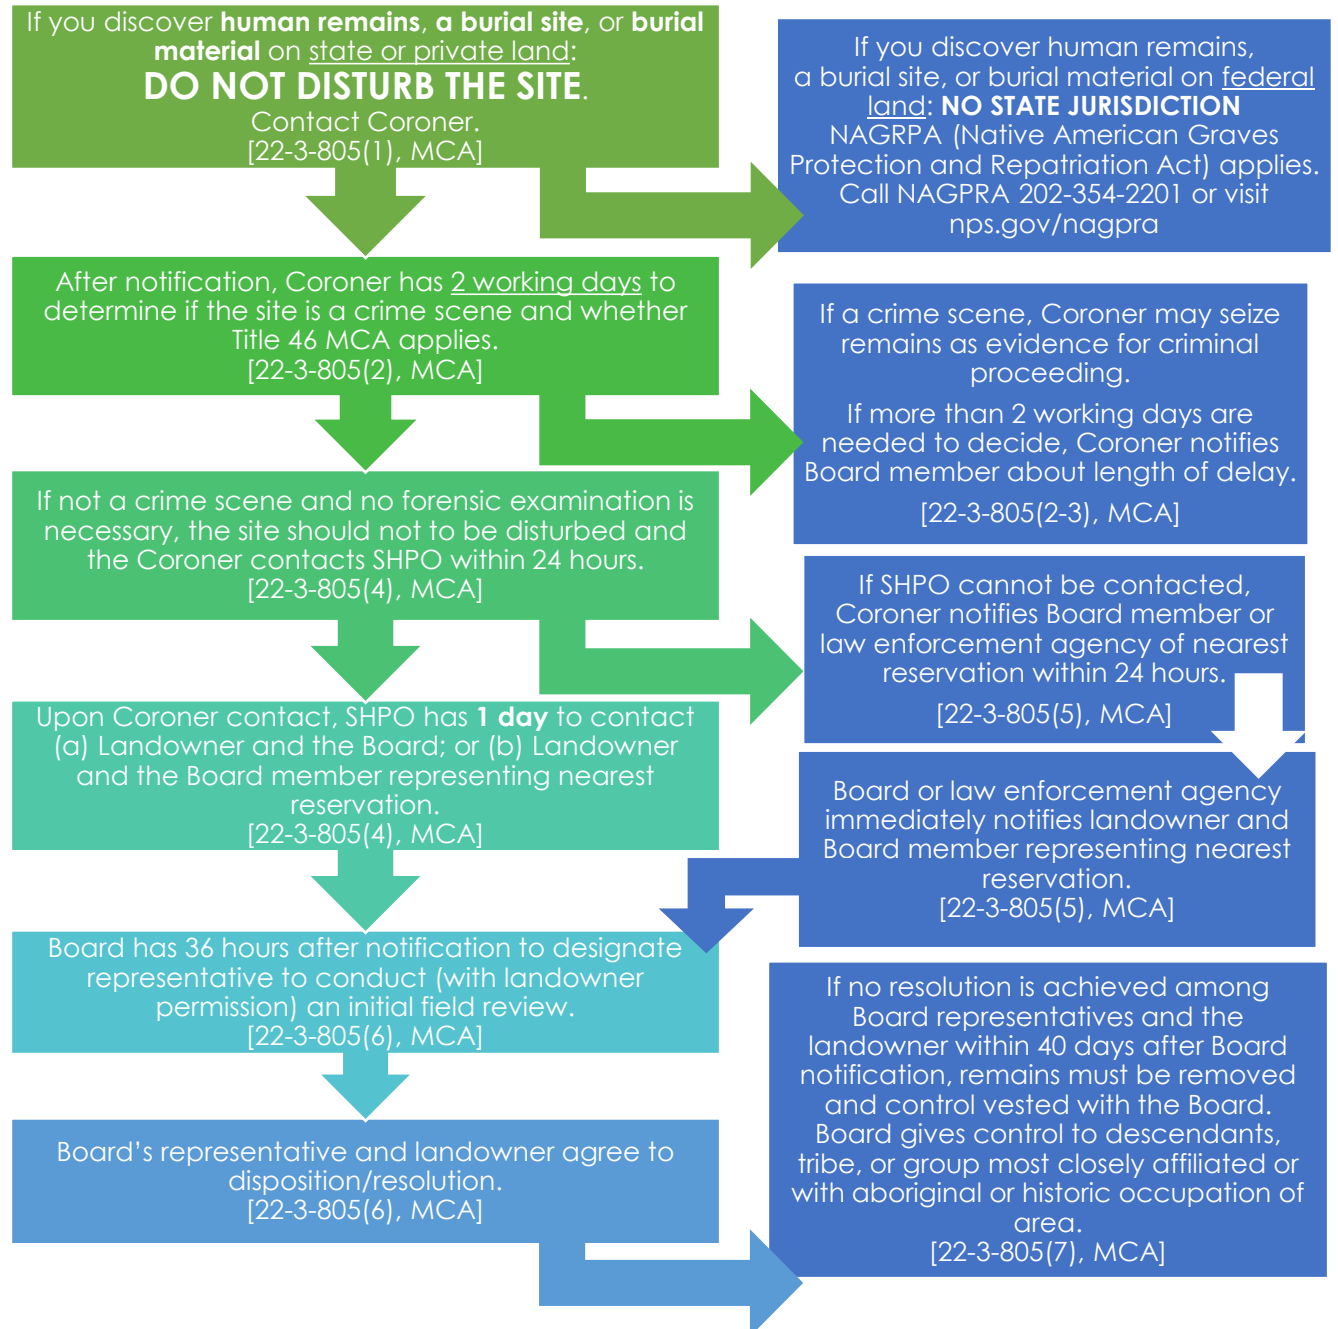 If you discover human remains, a burial site, or burial
material on state or private land:
DO NOT DISTURB THE SITE.
Contact Coroner.
[22-3-805(1), MCA]
If you discover human remains,
a burial site, or burial material on federal
land: NO STATE JURISDICTION
NAGRPA (Native American Graves
Protection and Repatriation Act) applies.
Call NAGPRA 202-354-2201 or visit
nps.gov/nagpra
After notification, Coroner has 2 working days to
determine if the site is a crime scene and whether
Title 46 MCA applies.
[22-3-805(2), MCA]
If a crime scene, Coroner may seize
remains as evidence for criminal
proceeding.
If more than 2 working days are
needed to decide, Coroner notifies
Board member about length of delay.
[22-3-805(2-3), MCA]
If not a crime scene and no forensic examination is
necessary, the site should not to be disturbed and
the Coroner contacts SHPO within 24 hours.
[22-3-805(4), MCA]
If SHPO cannot be contacted,
Coroner notifies Board member or
law enforcement agency of nearest
reservation within 24 hours.
[22-3-805(5), MCA]
Upon Coroner contact, SHPO has 1 day to contact
(a) Landowner and the Board; or (b) Landowner
and the Board member representing nearest
reservation.
[22-3-805(4), MCA]
Board or law enforcement agency
immediately notifies landowner and
Board member representing nearest
reservation.
[22-3-805(5), MCA]
Board has 36 hours after notification to designate
representative to conduct (with landowner
permission) an initial field review.
[22-3-805(6), MCA]
If no resolution is achieved among
Board representatives and the
landowner within 40 days after Board
notification, remains must be removed
and control vested with the Board.
Board gives control to descendants,
tribe, or group most closely affiliated or
with aboriginal or historic occupation of
area.
[22-3-805(7), MCA]
Board's representative and landowner agree to
disposition/resolution.
[22-3-805(6), MCA]